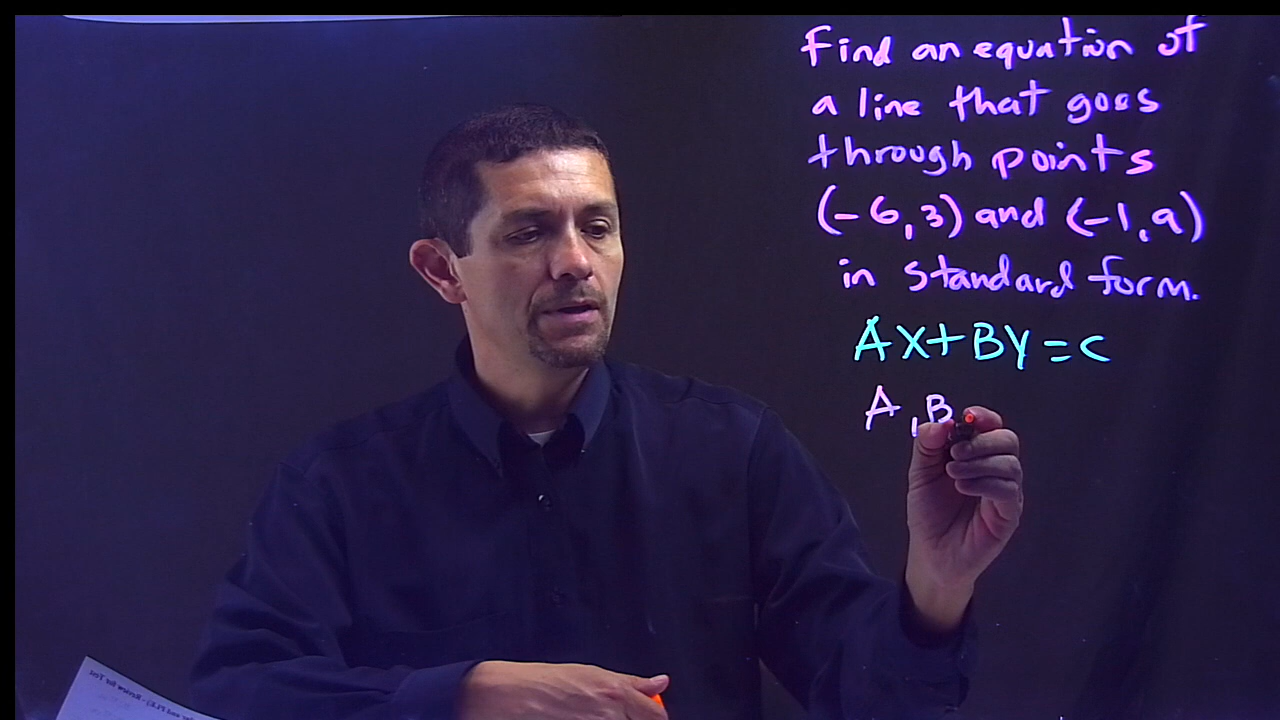 Find an equation of
a line that goes
through points
(-6,3) and (-1,9)
in standard form.
AX+BY=C
A,B